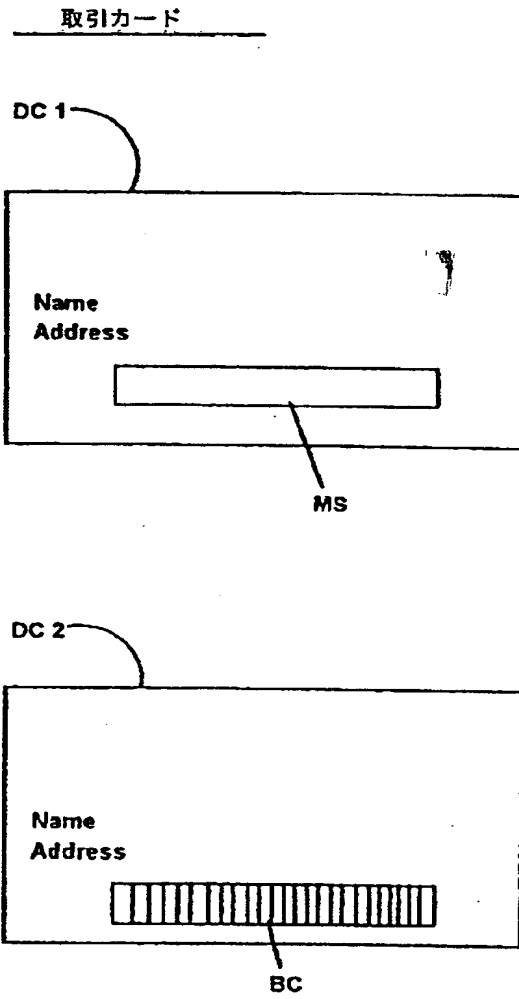 取引カード
DC 1
Name
Address
MS
DC 2
Name
Address
BC